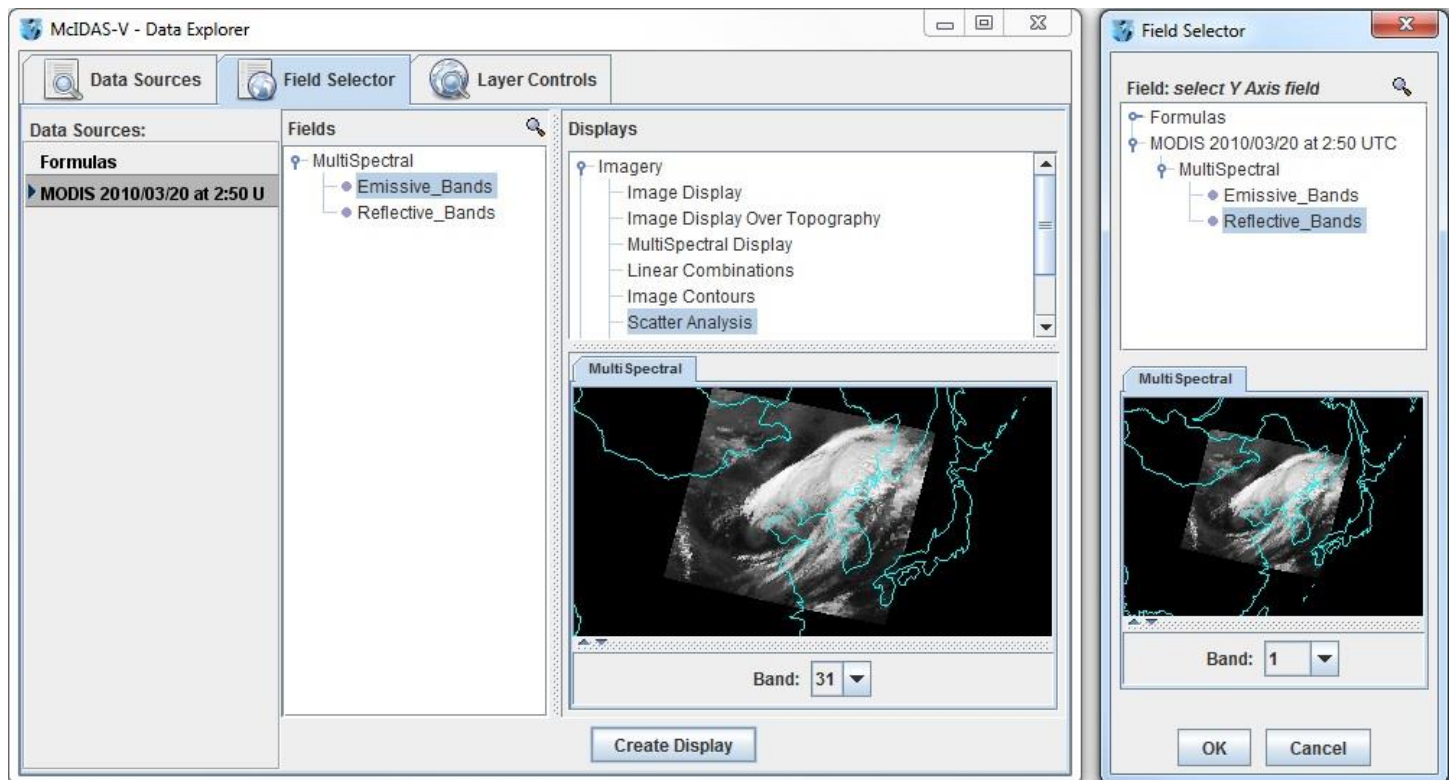 McIDAS-V - Data Explorer
Data Sources
Field Selector
Layer Controls
Data Sources:
Formulas
MODIS 2010/03/20 at 2:50 U
Fields
MultiSpectral
Emissive_Bands
Reflective_Bands
Displays
Imagery
Image Display
Image Display Over Topography
MultiSpectral Display
Linear Combinations
Image Contours
Scatter Analysis
MultiSpectral
Band: 31
Create Display
Field Selector
Field: select Y Axis field
Formulas
MODIS 2010/03/20 at 2:50 UTC
MultiSpectral
Emissive_Bands
Reflective_Bands
MultiSpectral
Band: 1
OK
Cancel